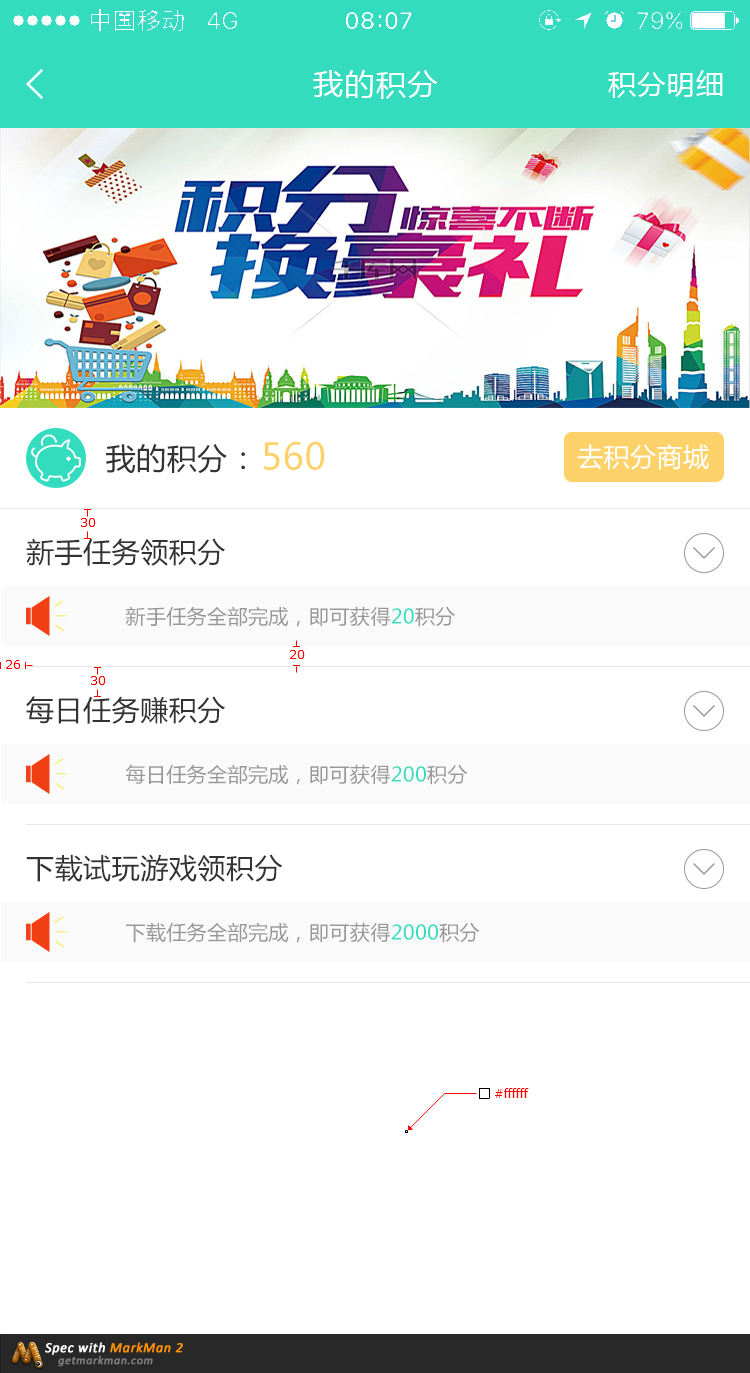 中国移动 4G 08:07 79%
我的积分 积分明细
积分 惊喜不断
换豪礼
我的积分：560 去积分商城
30
新手任务领积分
新手任务全部完成，即可获得20积分
20
26
30
每日任务赚积分
每日任务全部完成，即可获得200积分
下载试玩游戏领积分
下载任务全部完成，即可获得2000积分
#ffffff
Spec with MarkMan 2
getmarkman.com